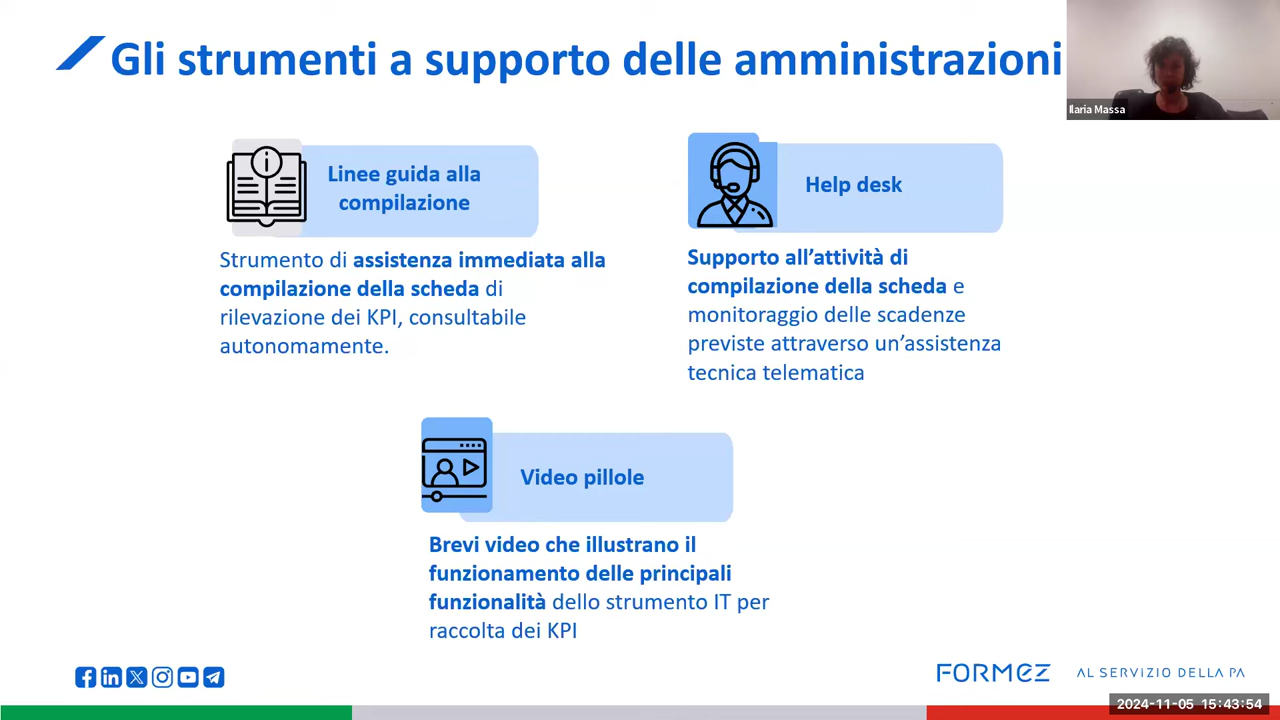 Gli strumenti a supporto delle amministrazioni
Ilaria Massa
Linee guida alla
compilazione
Strumento di assistenza immediata alla
compilazione della scheda di
rilevazione dei KPI, consultabile
autonomamente.
Help desk
Supporto all’attività di
compilazione della scheda e
monitoraggio delle scadenze
previste attraverso un’assistenza
tecnica telematica
Video pillole
Brevi video che illustrano il
funzionamento delle principali
funzionalità dello strumento IT per
raccolta dei KPI
FORMEZ AL SERVIZIO DELLA PA
2024-11-05 15:43:54